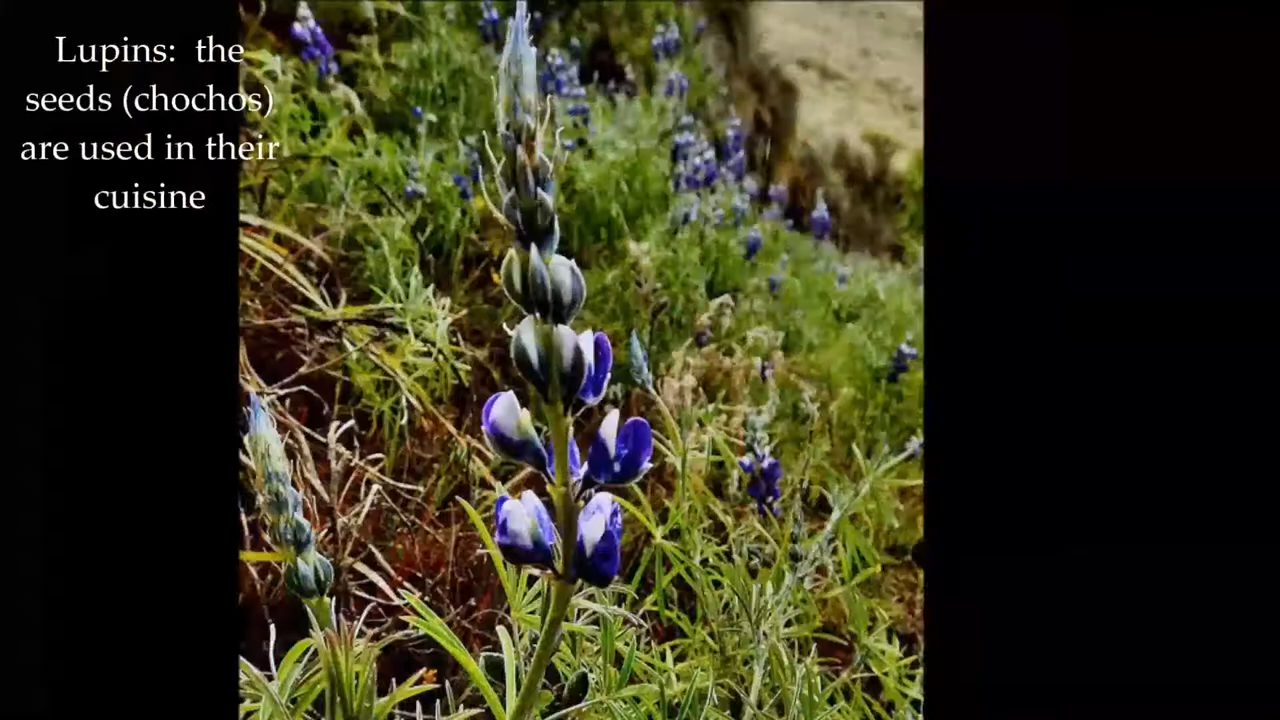 Lupins: the
seeds (chochos)
are used in their
cuisine